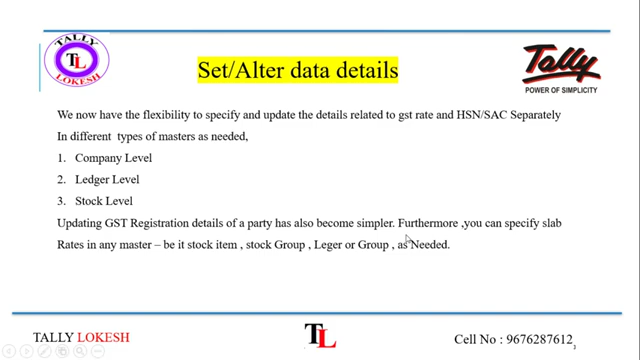 TALLY
TL
LOKESH
Set/Alter data details
Tally
POWER OF SIMPLICITY
We now have the flexibility to specify and update the details related to gst rate and HSN/SAC Separately
In different types of masters as needed,
1. Company Level
2. Ledger Level
3. Stock Level
Updating GST Registration details of a party has also become simpler. Furthermore ,you can specify slab
Rates in any master – be it stock item , stock Group , Leger or Group , as Needed.
TALLY LOKESH
TL
Cell No : 9676287612